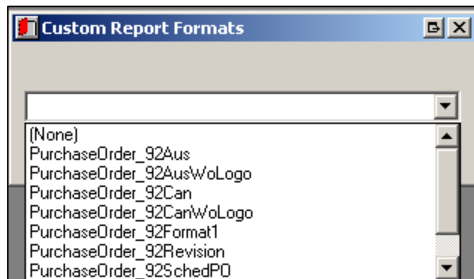 Custom Report Formats
(None)
PurchaseOrder_92Aus
PurchaseOrder_92AusWoLogo
PurchaseOrder_92Can
PurchaseOrder_92CanWoLogo
PurchaseOrder_92Format1
PurchaseOrder_92Revision
PurchaseOrder_92SchedPO